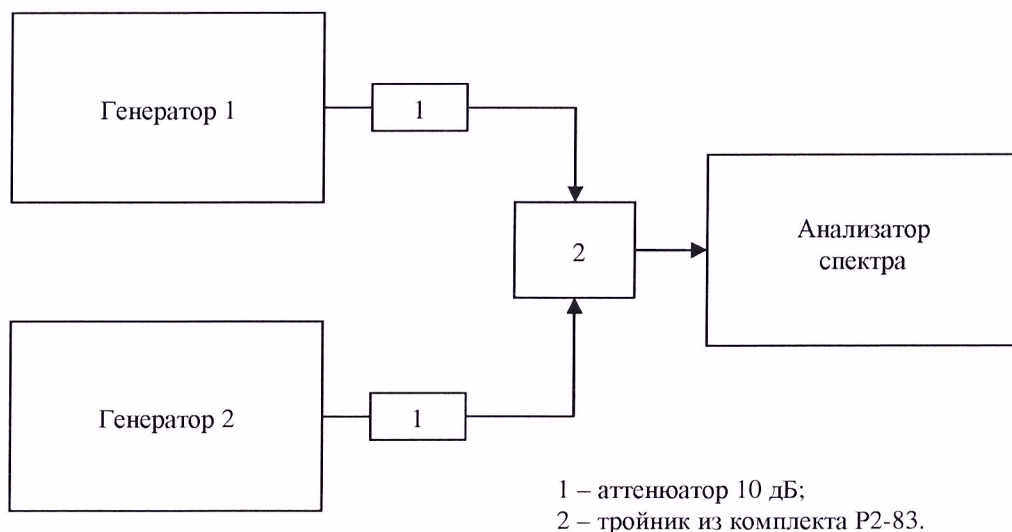 Генератор 1
1
2
Анализатор
спектра
Генератор 2
1
1 – аттенюатор 10 дБ;
2 – тройник из комплекта Р2-83.